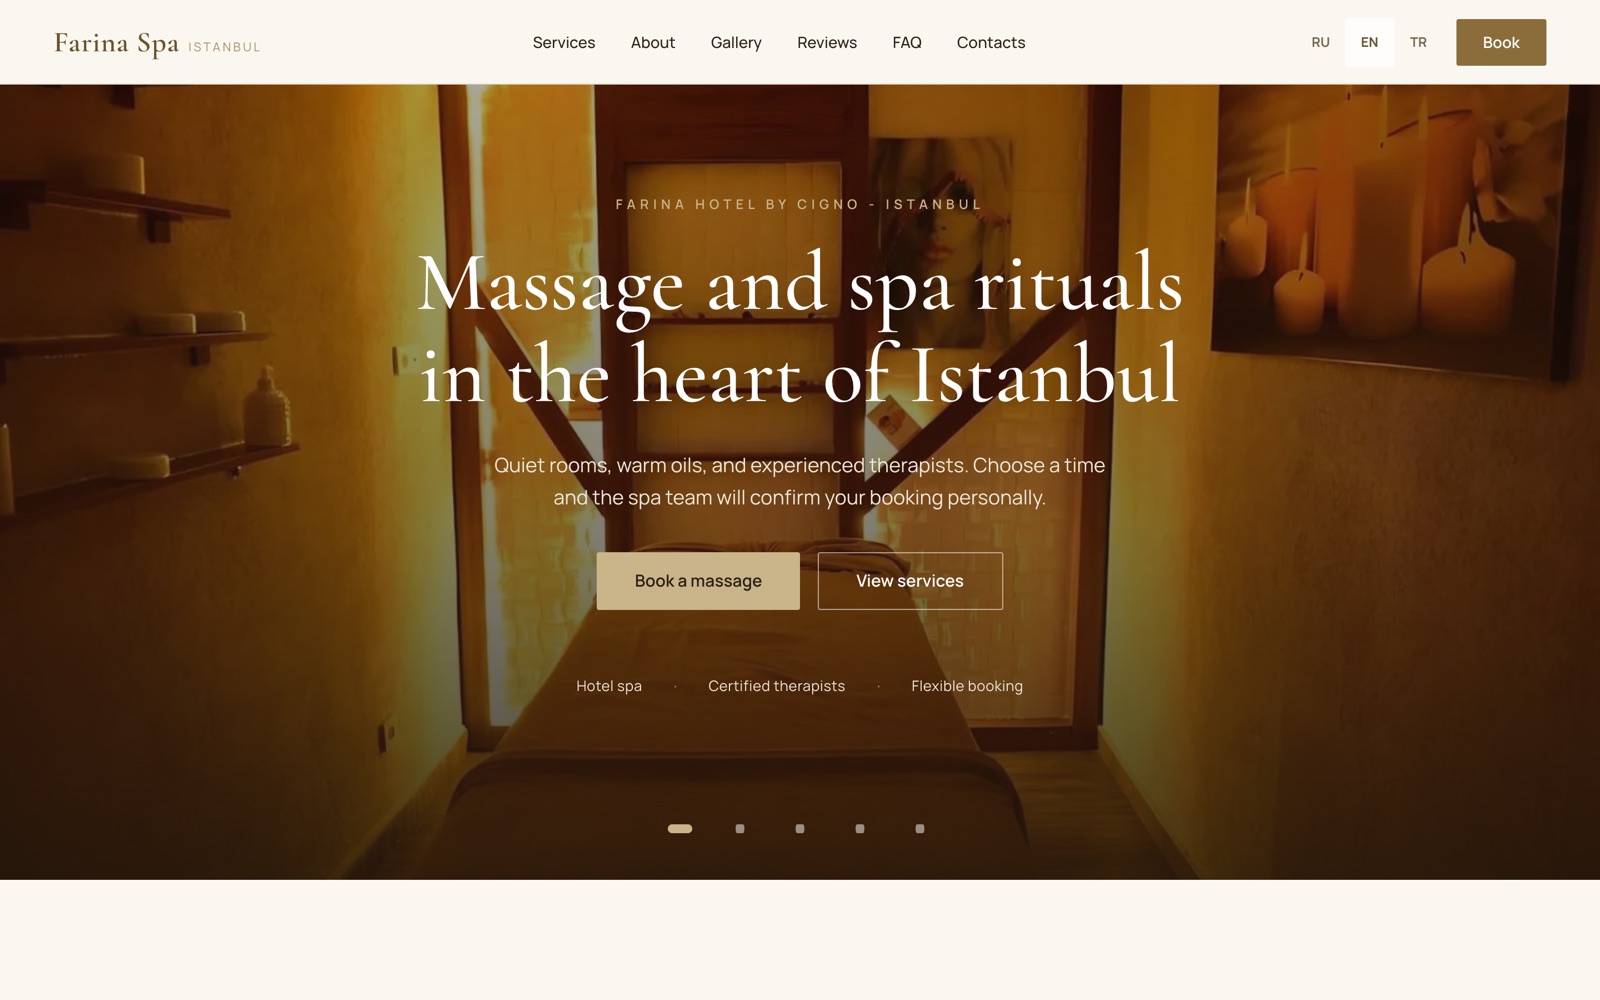 Farina Spa ISTANBUL
Services About Gallery Reviews FAQ Contacts
RU EN TR Book
FARINA HOTEL BY CIGNO - ISTANBUL
Massage and spa rituals
in the heart of Istanbul
Quiet rooms, warm oils, and experienced therapists. Choose a time
and the spa team will confirm your booking personally.
Book a massage View services
Hotel spa · Certified therapists · Flexible booking